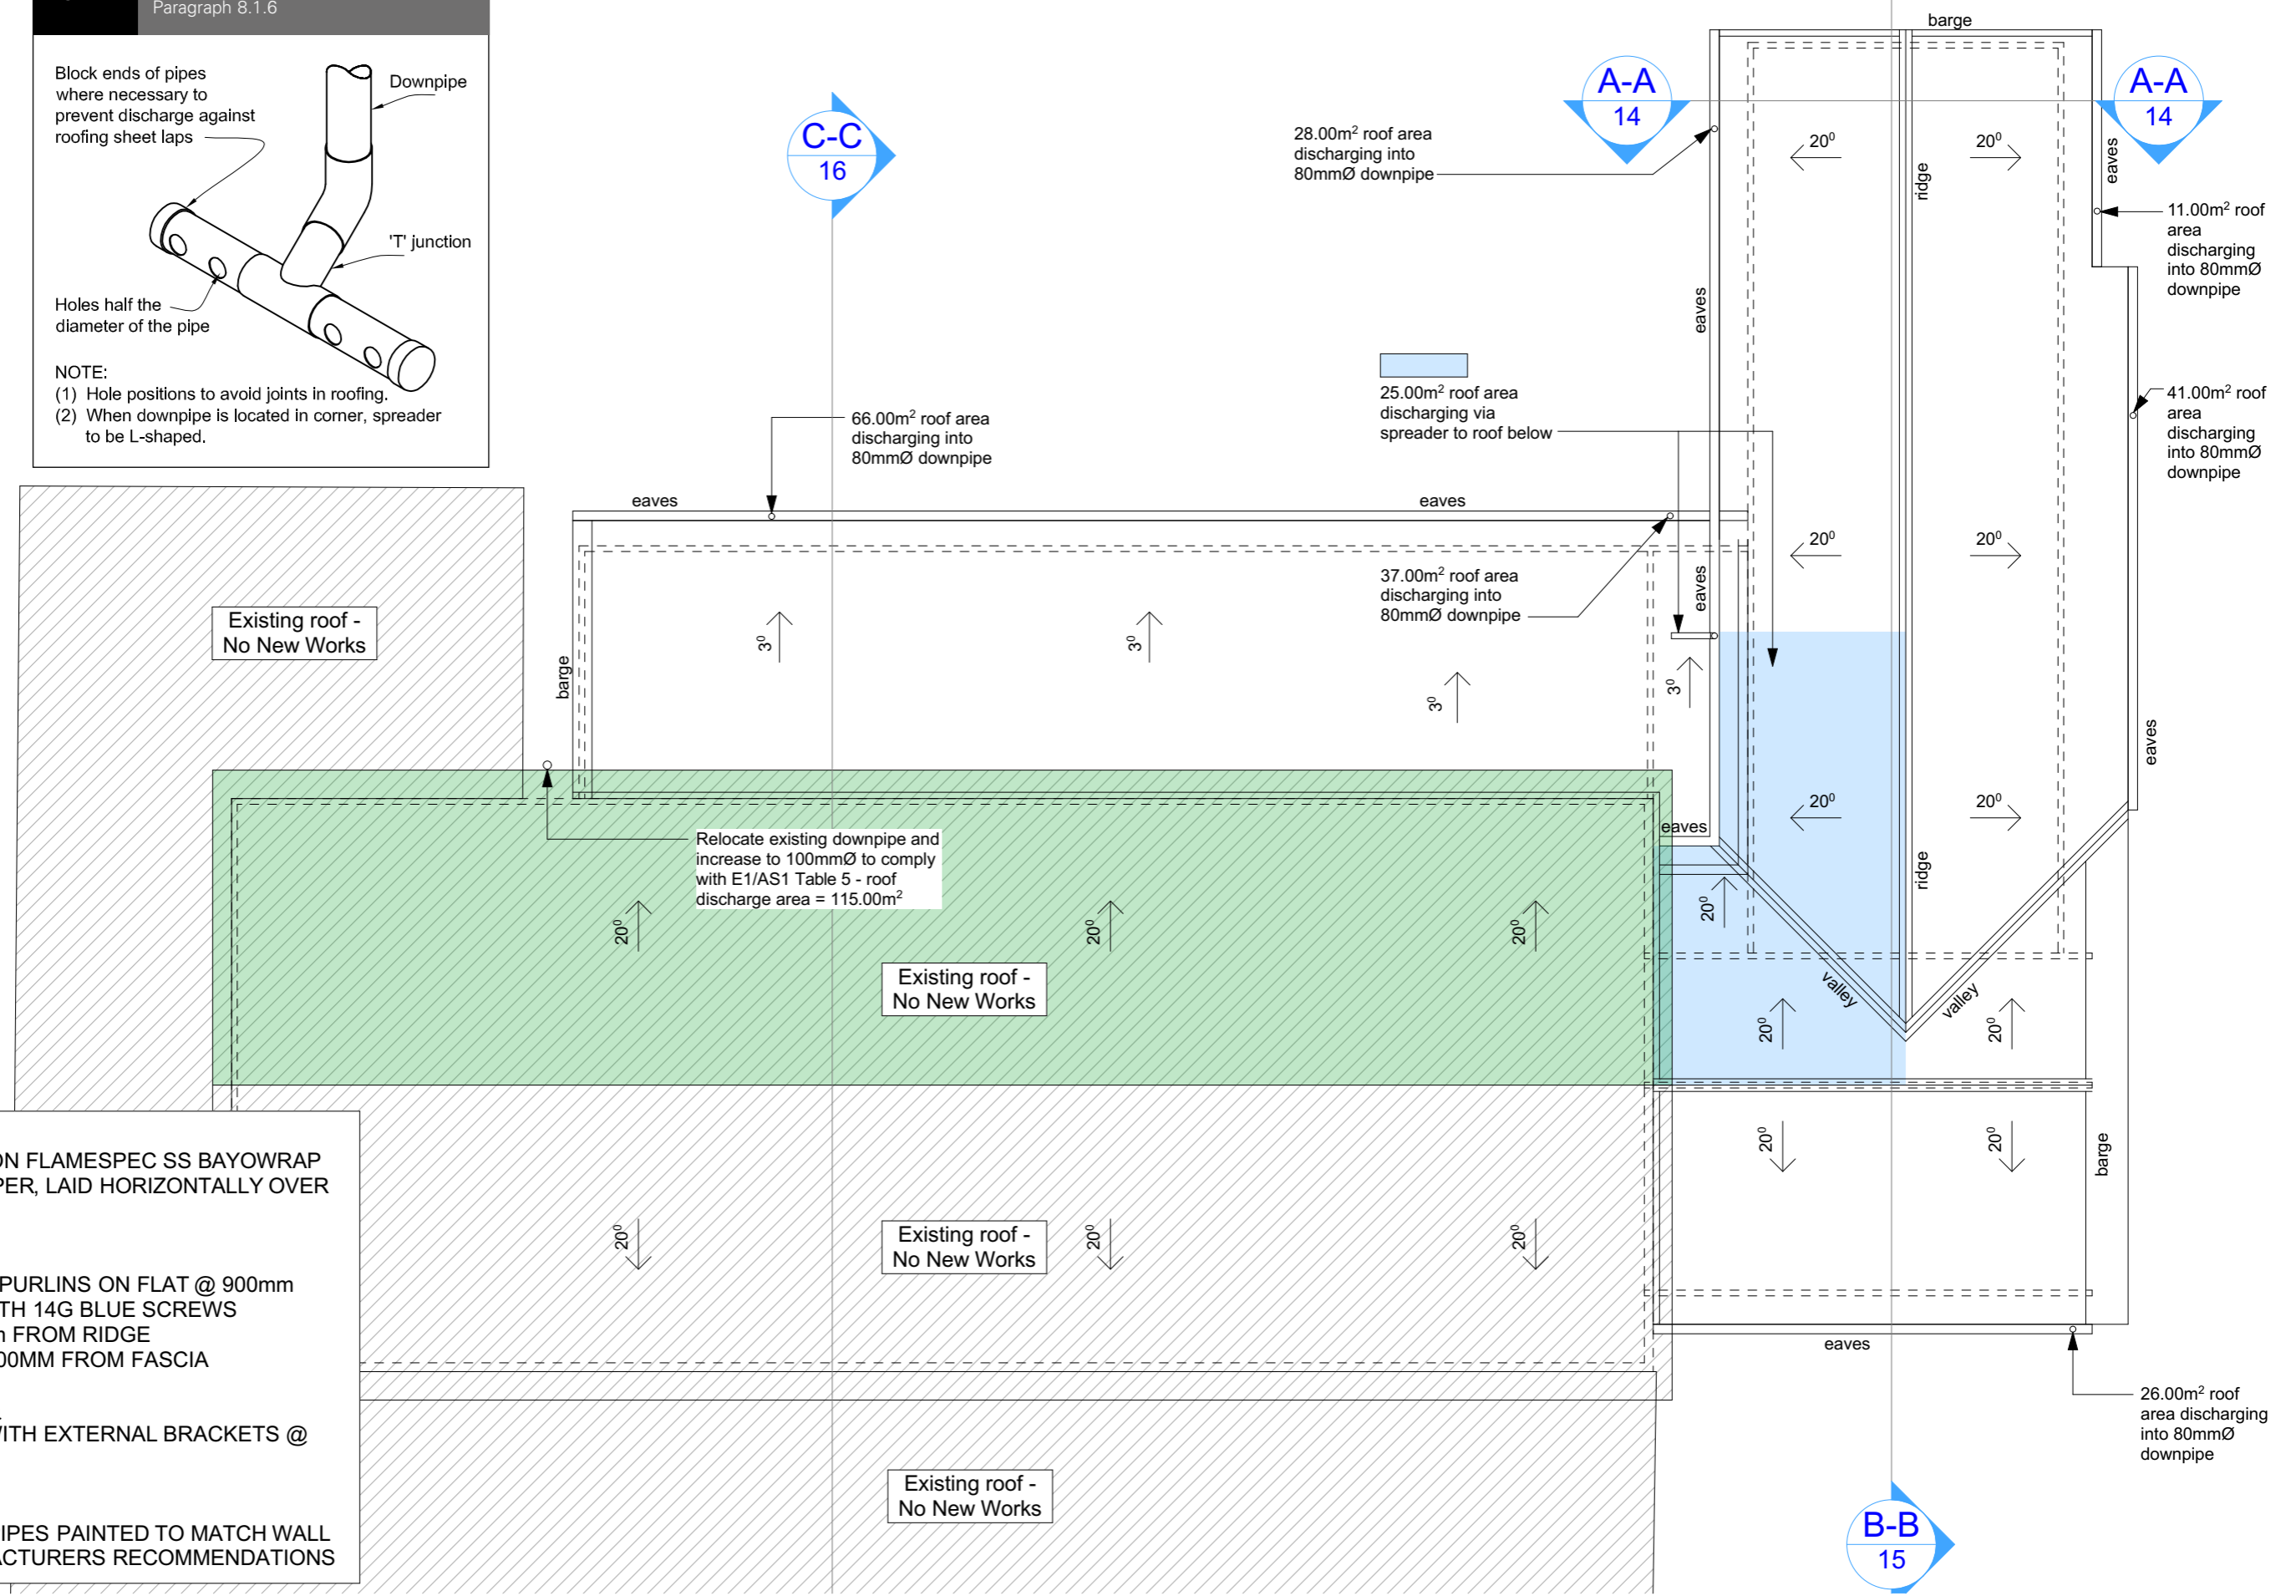 Paragraph 8.1.6
Block ends of pipes
where necessary to
prevent discharge against
roofing sheet laps
Downpipe
'T' junction
Holes half the
diameter of the pipe
NOTE:
(1) Hole positions to avoid joints in roofing.
(2) When downpipe is located in corner, spreader
to be L-shaped.
C-C
16
A-A
14
A-A
14
barge
28.00m² roof area
discharging into
80mmØ downpipe
20⁰
20⁰
ridge
eaves
eaves
11.00m² roof
area
discharging
into 80mmØ
downpipe
25.00m² roof area
discharging via
spreader to roof below
41.00m² roof
area
discharging
into 80mmØ
downpipe
66.00m² roof area
discharging into
80mmØ downpipe
eaves
eaves
37.00m² roof area
discharging into
80mmØ downpipe
eaves
20⁰
20⁰
Existing roof -
No New Works
barge
3⁰
3⁰
3⁰
3⁰
eaves
20⁰
20⁰
eaves
ridge
Relocate existing downpipe and
increase to 100mmØ to comply
with E1/AS1 Table 5 - roof
discharge area = 115.00m²
20⁰
20⁰
20⁰
20⁰
Existing roof -
No New Works
valley
valley
20⁰
20⁰
20⁰
20⁰
barge
20⁰
20⁰
20⁰
Existing roof -
No New Works
eaves
26.00m² roof
area discharging
into 80mmØ
downpipe
Existing roof -
No New Works
B-B
15
FLAMESPEC SS BAYOWRAP
LAID HORIZONTALLY OVER
PURLINS ON FLAT @ 900mm
14G BLUE SCREWS
FROM RIDGE
FROM FASCIA
EXTERNAL BRACKETS @
PAINTED TO MATCH WALL
RECOMMENDATIONS